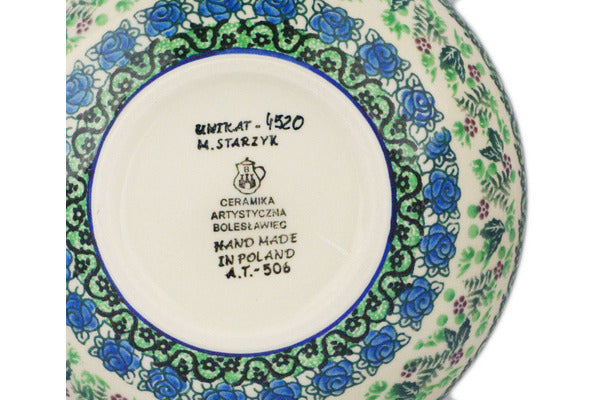 UNIKAT - 4520
M. STARZYK
B
CERAMIKA
ARTYSTYCZNA
BOLESŁAWIEC
HAND MADE
IN POLAND
A.T.-506